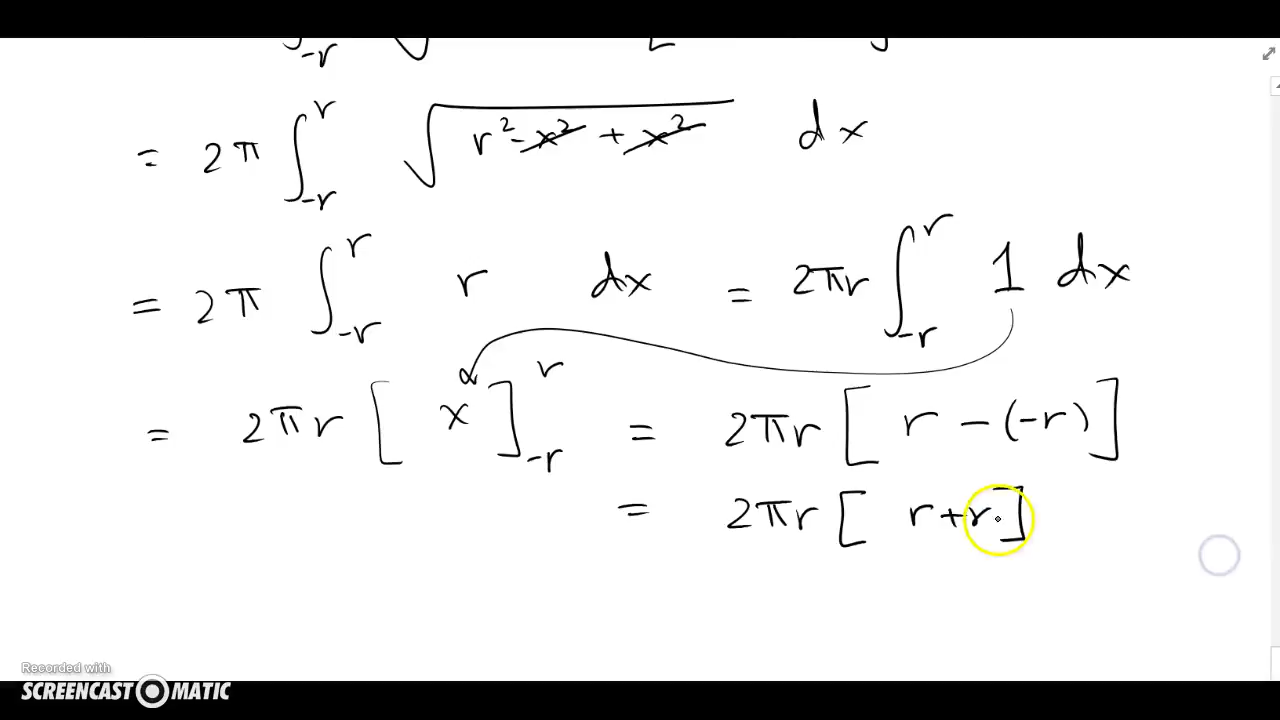 = 2π ∫_{-r}^{r} √(r² - x² + x²) dx
= 2π ∫_{-r}^{r} r dx = 2πr ∫_{-r}^{r} 1 dx
= 2πr [ x ]_{-r}^{r} = 2πr [ r - (-r) ]
= 2πr [ r + r ]
Recorded with
SCREENCAST-O-MATIC